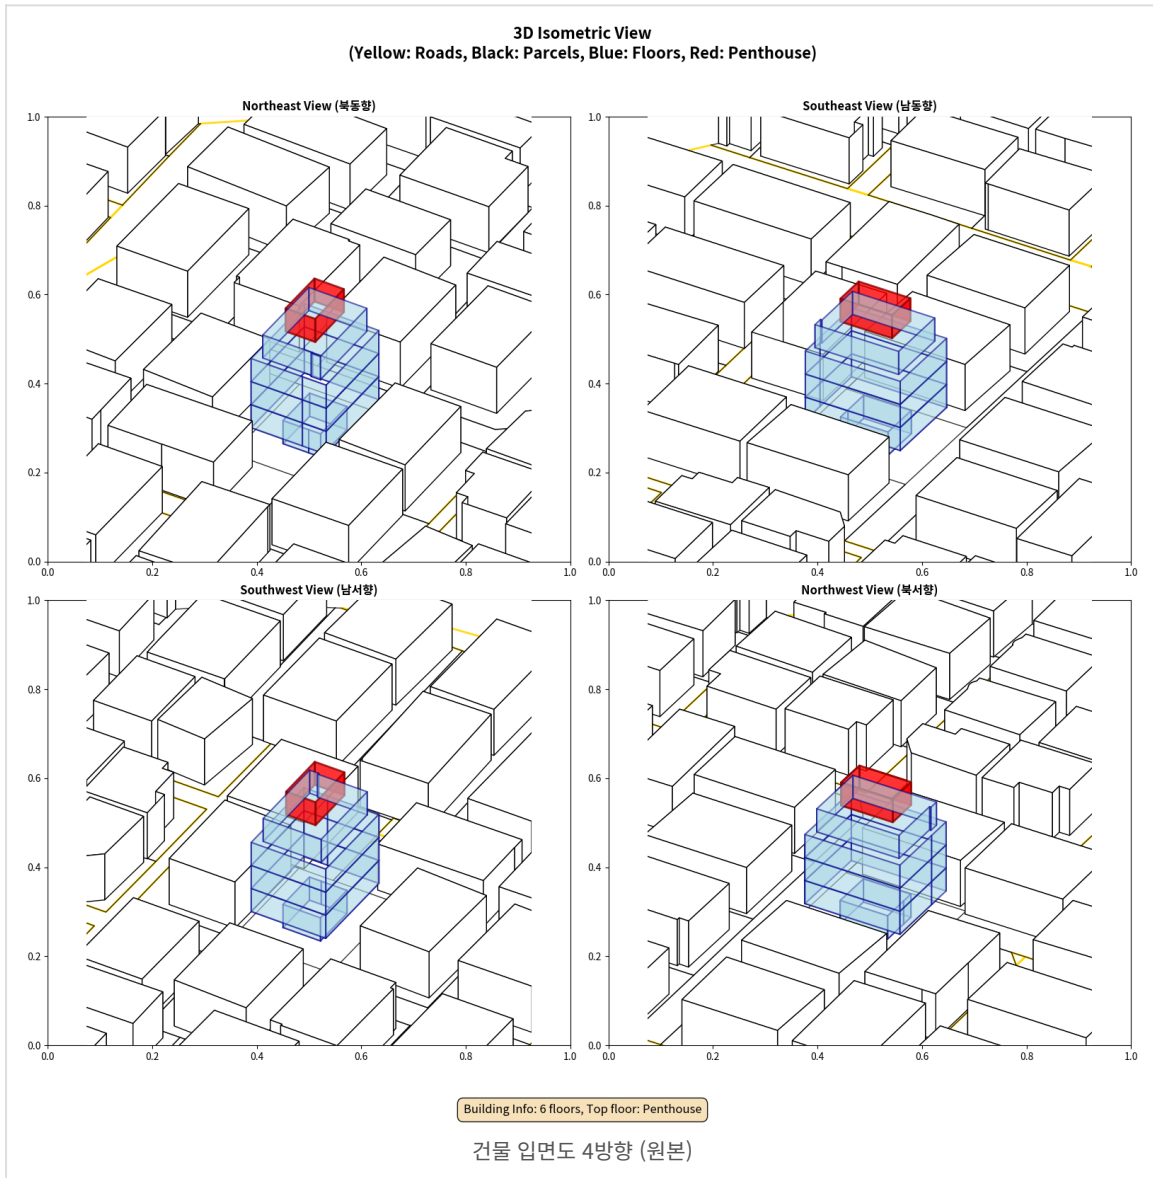 3D Isometric View
(Yellow: Roads, Black: Parcels, Blue: Floors, Red: Penthouse)
Northeast View (북동향)
1.0
0.8
0.6
0.4
0.2
0.0
0.0 0.2 0.4 0.6 0.8 1.0
Southeast View (남동향)
1.0
0.8
0.6
0.4
0.2
0.0
0.0 0.2 0.4 0.6 0.8 1.0
Southwest View (남서향)
1.0
0.8
0.6
0.4
0.2
0.0
0.0 0.2 0.4 0.6 0.8 1.0
Northwest View (북서향)
1.0
0.8
0.6
0.4
0.2
0.0
0.0 0.2 0.4 0.6 0.8 1.0
Building Info: 6 floors, Top floor: Penthouse
건물 입면도 4방향 (원본)